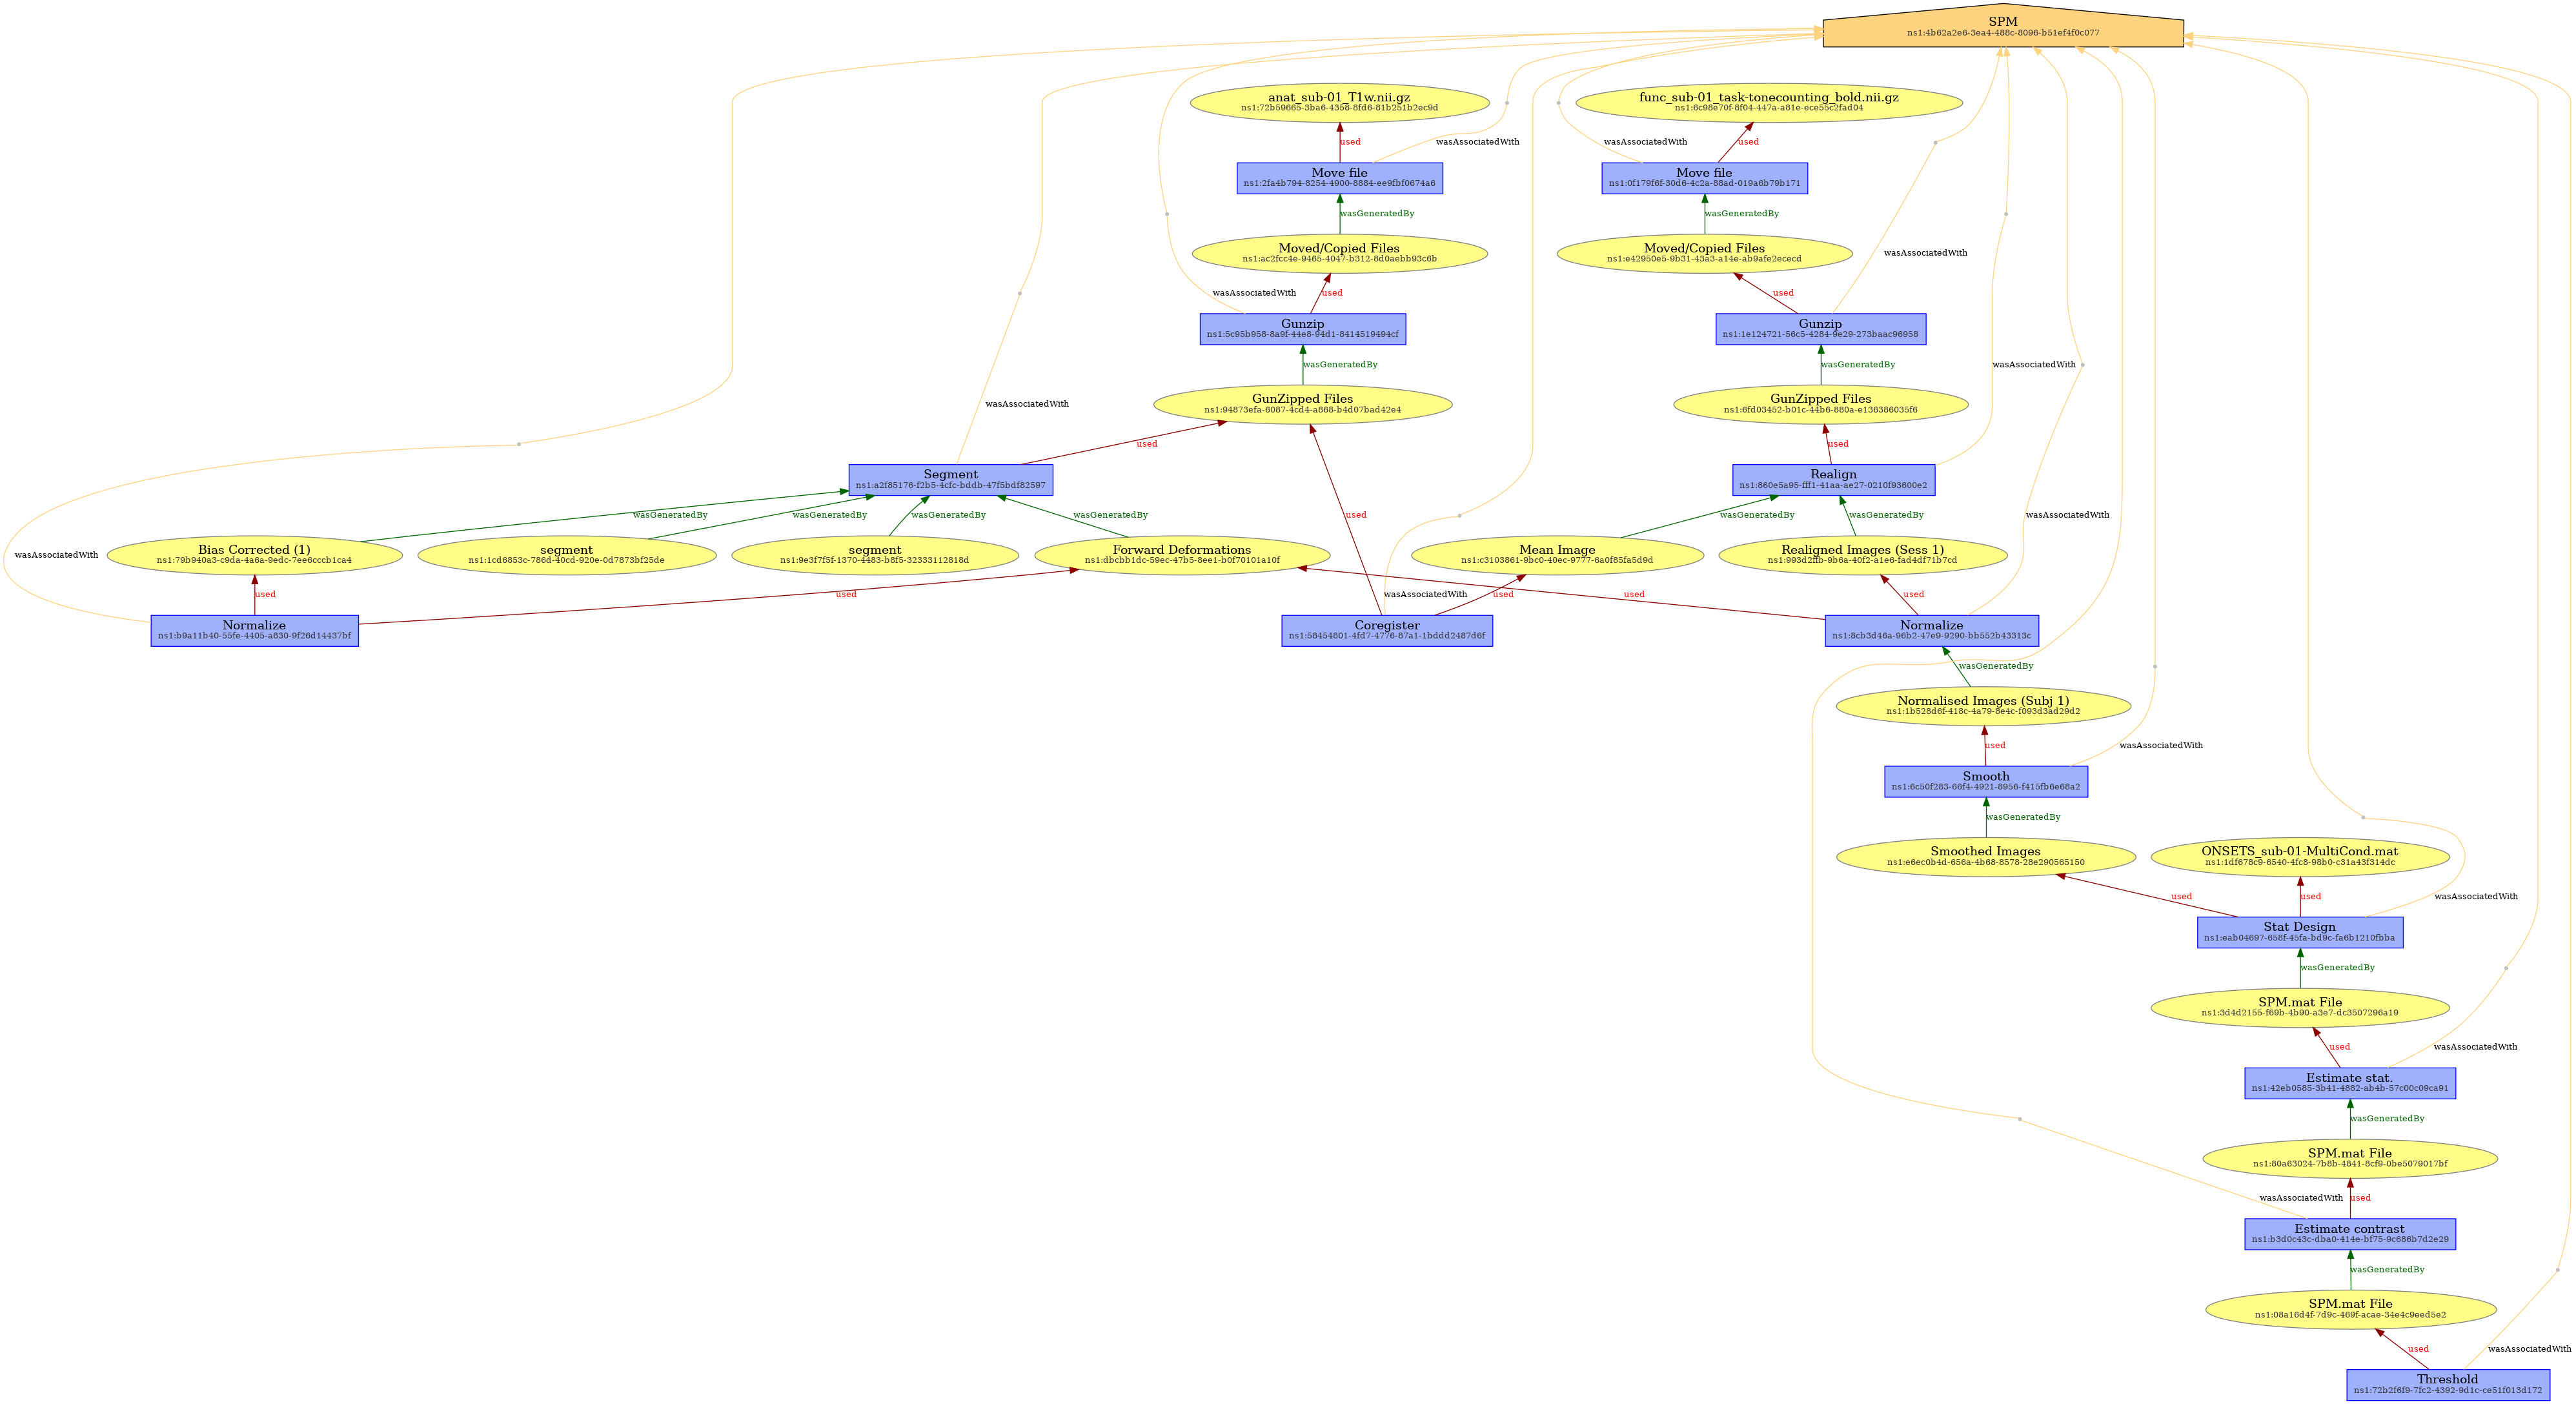 SPM
ns1:4b62a2e6-3ea4-488c-8096-b51ef4f0c077
anat_sub-01_T1w.nii.gz
ns1:72b59665-3ba6-4358-8fd6-81b251b2ec9d
func_sub-01_task-tonecounting_bold.nii.gz
ns1:6c98e70f-8f04-447a-a81e-ece55c2fad04
used
wasAssociatedWith
wasAssociatedWith
used
Move file
ns1:2fa4b794-8254-4900-8884-ee9fbf0674a6
Move file
ns1:0f179f6f-30d6-4c2a-88ad-019a6b79b171
wasGeneratedBy
wasGeneratedBy
Moved/Copied Files
ns1:ac2fcc4e-9465-4047-b312-8d0aebb93c6b
Moved/Copied Files
ns1:e42950e5-9b31-43a3-a14e-ab9afe2ececd
wasAssociatedWith
wasAssociatedWith
used
used
Gunzip
ns1:5c95b958-8a9f-44e8-94d1-8414519494cf
Gunzip
ns1:1e124721-56c5-4284-9e29-273baac96958
wasGeneratedBy
wasGeneratedBy
wasAssociatedWith
wasAssociatedWith
GunZipped Files
ns1:94873efa-6087-4cd4-a868-b4d07bad42e4
GunZipped Files
ns1:6fd03452-b01c-44b6-880a-e136386035f6
used
used
Segment
ns1:a2f85176-f2b5-4cfc-bddb-47f5bdf82597
Realign
ns1:860e5a95-fff1-41aa-ae27-0210f93600e2
wasGeneratedBy
wasGeneratedBy
wasGeneratedBy
wasGeneratedBy
used
wasGeneratedBy
wasGeneratedBy
wasAssociatedWith
wasAssociatedWith
Bias Corrected (1)
ns1:79b940a3-c9da-4a6a-9edc-7ee6cccb1ca4
segment
ns1:1cd6853c-786d-40cd-920e-0d7873bf25de
segment
ns1:9e3f7f5f-1370-4483-b8f5-32333112818d
Forward Deformations
ns1:dbcbb1dc-59ec-47b5-8ee1-b0f70101a10f
Mean Image
ns1:c3103861-9bc0-40ec-9777-6a0f85fa5d9d
Realigned Images (Sess 1)
ns1:993d2ffb-9b6a-40f2-a1e6-fad4df71b7cd
used
used
wasAssociatedWith
used
used
used
Normalize
ns1:b9a11b40-55fe-4405-a830-9f26d14437bf
Coregister
ns1:58454801-4fd7-4776-87a1-1bddd2487d6f
Normalize
ns1:8cb3d46a-96b2-47e9-9290-bb552b43313c
wasGeneratedBy
Normalised Images (Subj 1)
ns1:1b528d6f-418c-4a79-8e4c-f093d3ad29d2
used
wasAssociatedWith
Smooth
ns1:6c50f283-66f4-4921-8956-f415fb6e68a2
wasGeneratedBy
Smoothed Images
ns1:e6ec0b4d-656a-4b68-8578-28e290565150
ONSETS_sub-01-MultiCond.mat
ns1:1df678c9-6540-4fc8-98b0-c31a43f314dc
used
used
wasAssociatedWith
Stat Design
ns1:eab04697-658f-45fa-bd9c-fa6b1210fbba
wasGeneratedBy
SPM.mat File
ns1:3d4d2155-f69b-4b90-a3e7-dc3507296a19
used
wasAssociatedWith
Estimate stat.
ns1:42eb0585-3b41-4882-ab4b-57c00c09ca91
wasGeneratedBy
SPM.mat File
ns1:80a63024-7b8b-4841-8cf9-0be5079017bf
wasAssociatedWith
used
Estimate contrast
ns1:b3d0c43c-dba0-414e-bf75-9c686b7d2e29
wasGeneratedBy
SPM.mat File
ns1:08a16d4f-7d9c-469f-acae-34e4c9eed5e2
used
wasAssociatedWith
Threshold
ns1:72b2f6f9-7fc2-4392-9d1c-ce51f013d172